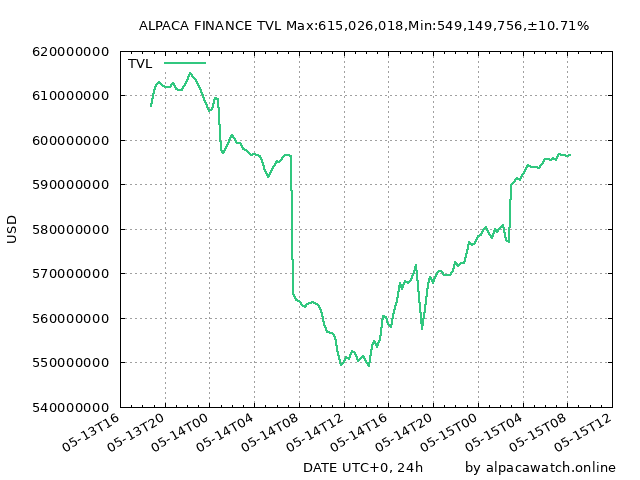 ALPACA FINANCE TVL Max:615,026,018,Min:549,149,756,±10.71%
TVL
620000000
610000000
600000000
590000000
580000000
570000000
560000000
550000000
540000000
USD
05-13T16
05-13T20
05-14T00
05-14T04
05-14T08
05-14T12
05-14T16
05-14T20
05-15T00
05-15T04
05-15T08
05-15T12
DATE UTC+0, 24h
by alpacawatch.online